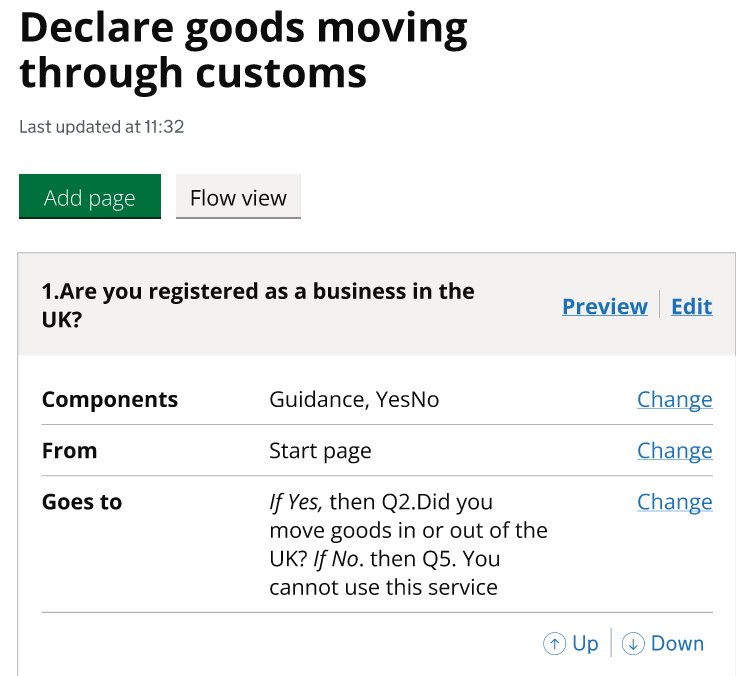 Declare goods moving
through customs
Last updated at 11:32
Add page
Flow view
1.Are you registered as a business in the
UK?
Preview
Edit
Components
Guidance, YesNo
Change
From
Start page
Change
Goes to
If Yes, then Q2.Did you
move goods in or out of the
UK? If No. then Q5. You
cannot use this service
Change
Up
Down